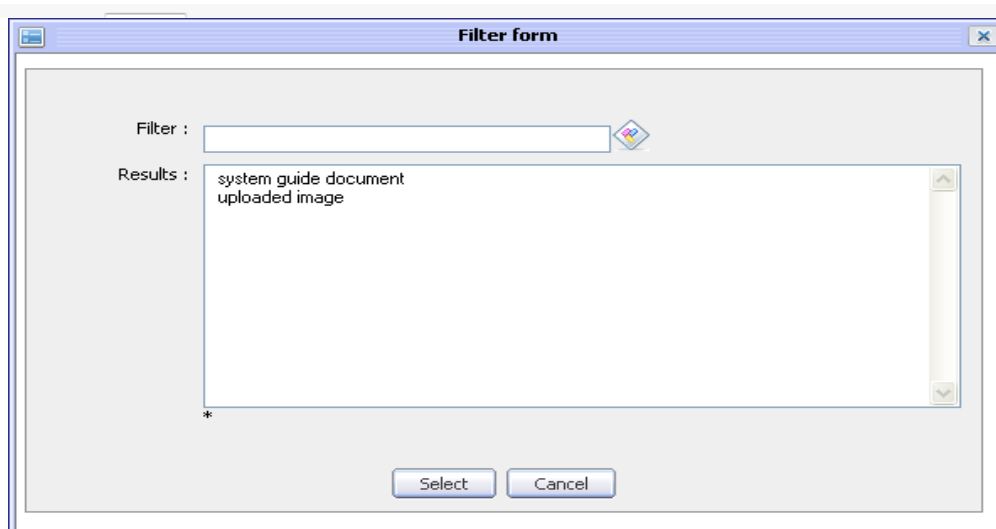 Filter form
Filter :
Results :
system guide document
uploaded image
*
Select
Cancel